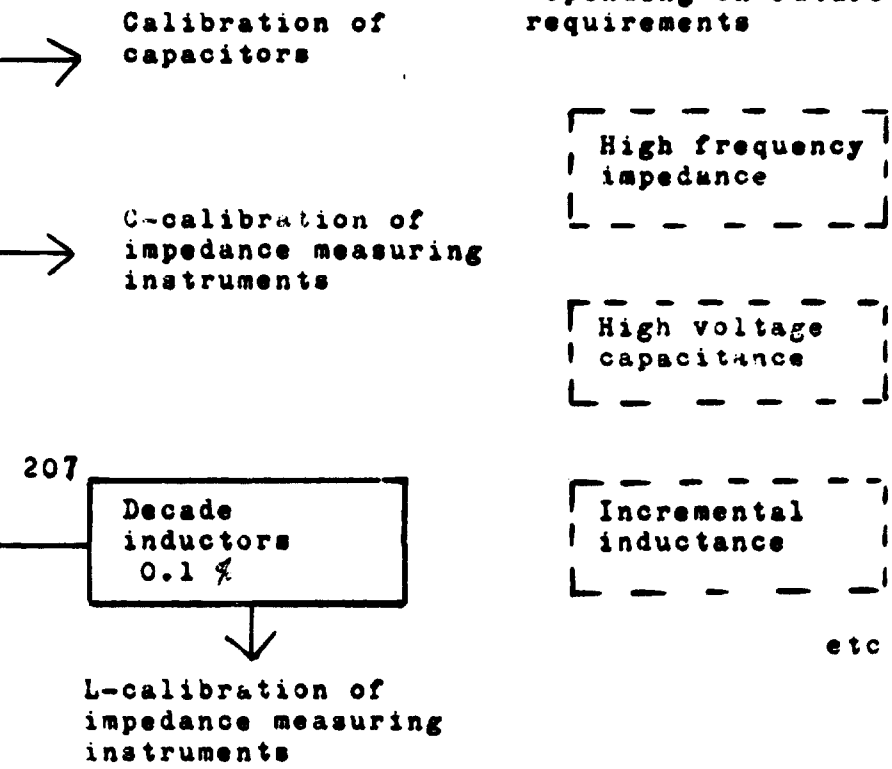 Calibration of
capacitors
requirements
High frequency
impedance
C-calibration of
impedance measuring
instruments
High voltage
capacitance
207
Decade
inductors
0.1 %
Incremental
inductance
etc
L-calibration of
impedance measuring
instruments